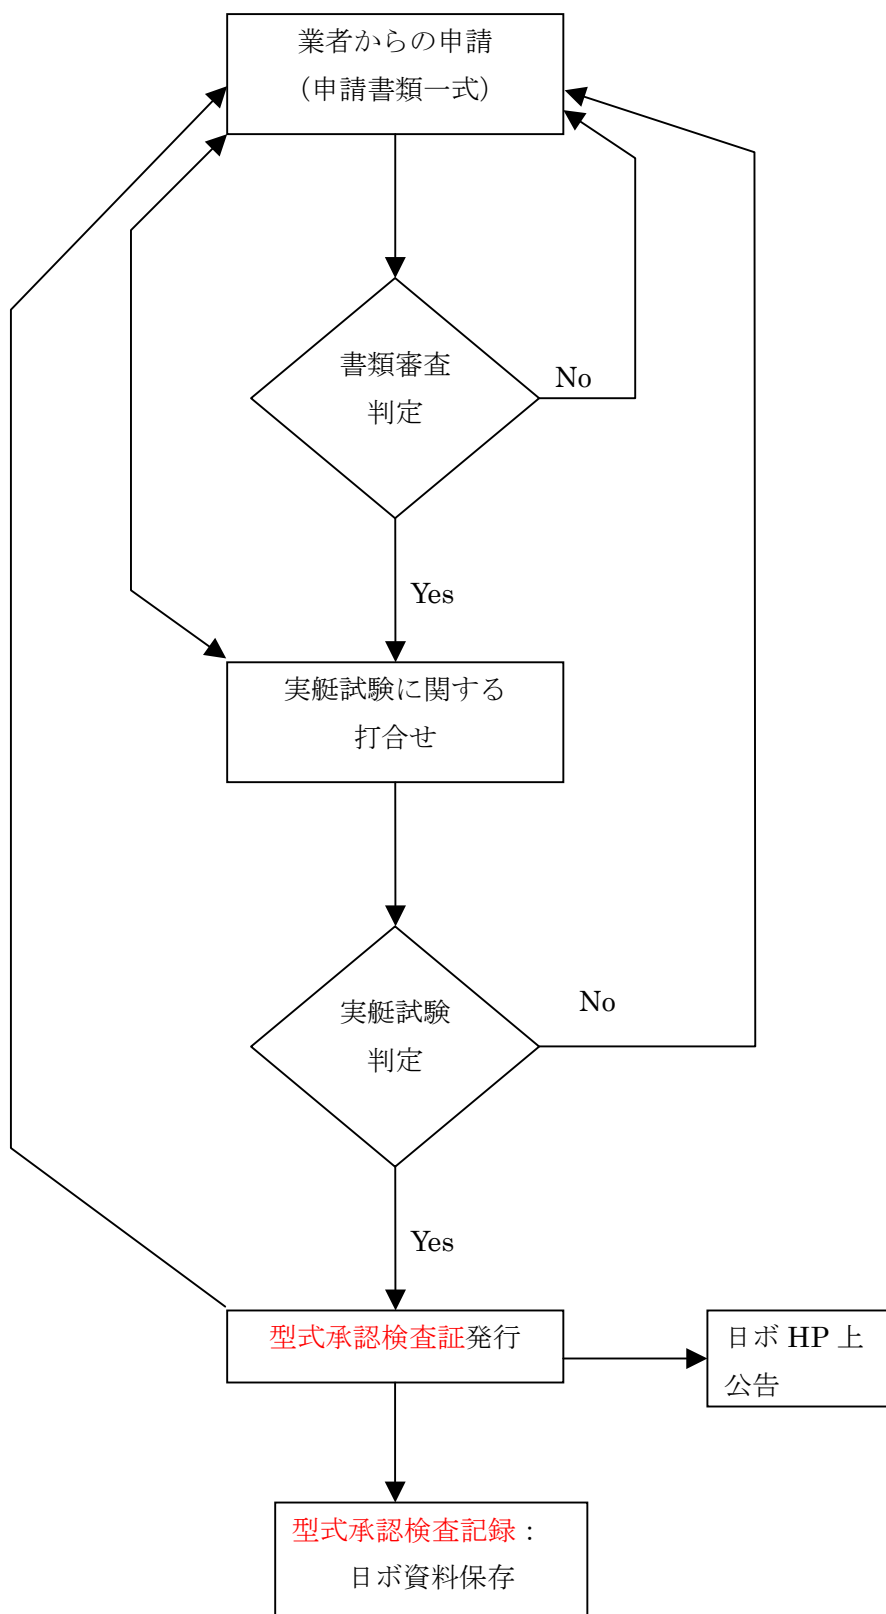 業者からの申請
（申請書類一式）
書類審査
判定
No
Yes
実艇試験に関する
打合せ
実艇試験
判定
No
Yes
型式承認検査証発行
日ボ HP 上
公告
型式承認検査記録：
日ボ資料保存